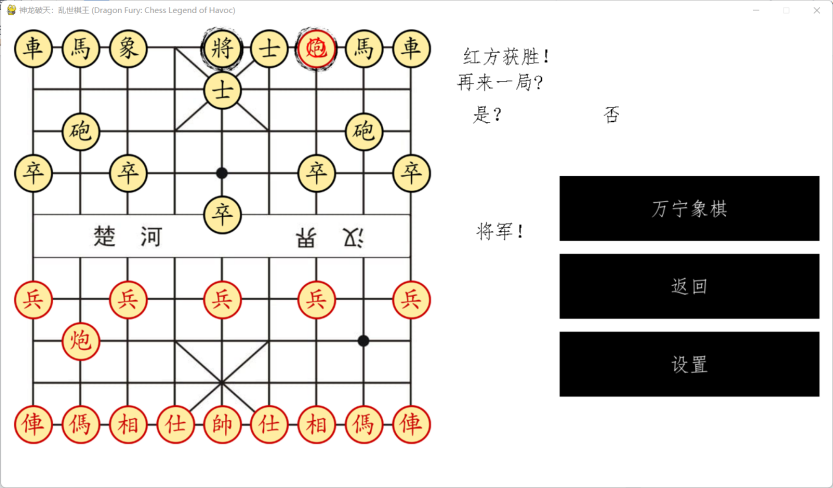 神龙破天：乱世棋王 (Dragon Fury: Chess Legend of Havoc)
車馬象將士炮馬車
士
砲砲
卒卒卒卒
卒
楚河 汉界
兵兵兵兵兵
炮
俥傌相仕帥仕相傌俥
红方获胜！
再来一局？
是？ 否
将军！
万宁象棋
返回
设置